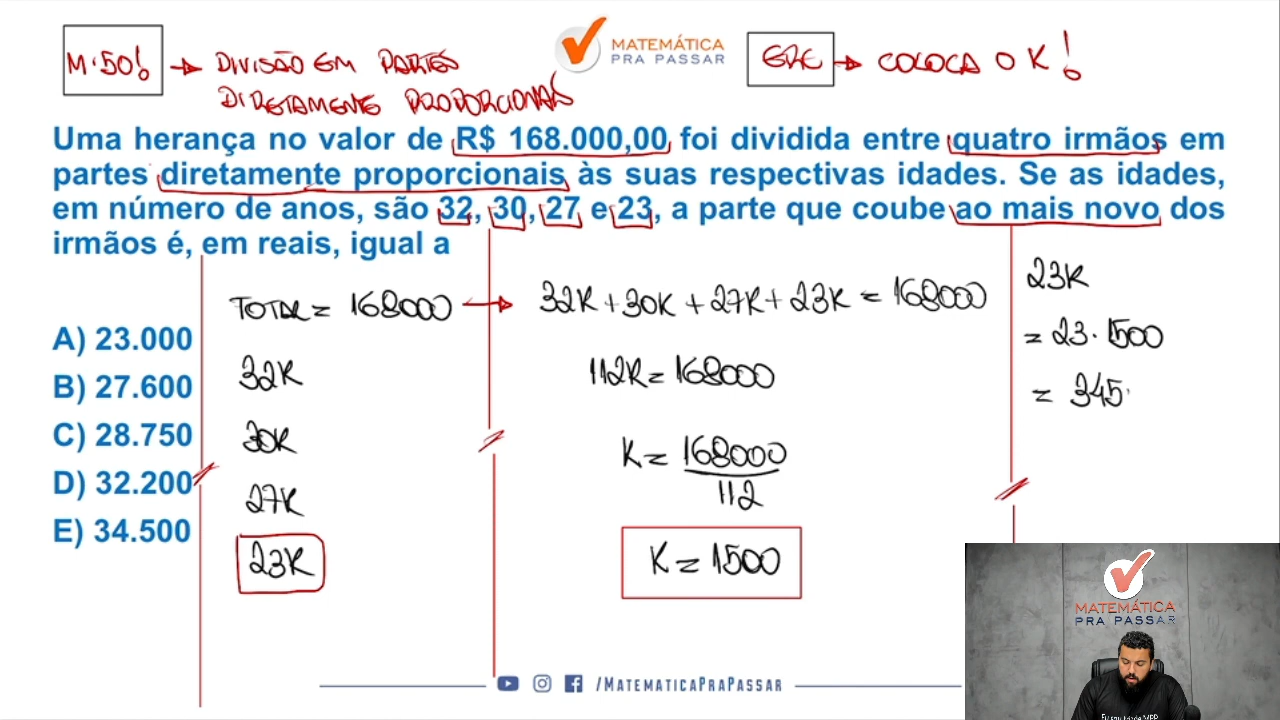 M.50! → DIVISÃO EM PARTES
DIRETAMENTE PROPORCIONAIS
MATEMÁTICA
PRA PASSAR
→ COLOCA O K!
Uma herança no valor de R$ 168.000,00 foi dividida entre quatro irmãos em
partes diretamente proporcionais às suas respectivas idades. Se as idades,
em número de anos, são 32, 30, 27 e 23, a parte que coube ao mais novo dos
irmãos é, em reais, igual a
A) 23.000
B) 27.600
C) 28.750
D) 32.200
E) 34.500
TOTAL = 168000 →
32K
30K
27K
23K
32K + 30K + 27K + 23K = 168000
112K = 168000
K = 168000
112
K = 1500
23K
= 23 . 1500
= 345
MATEMÁTICA
PRA PASSAR
/MatematicaPraPassar